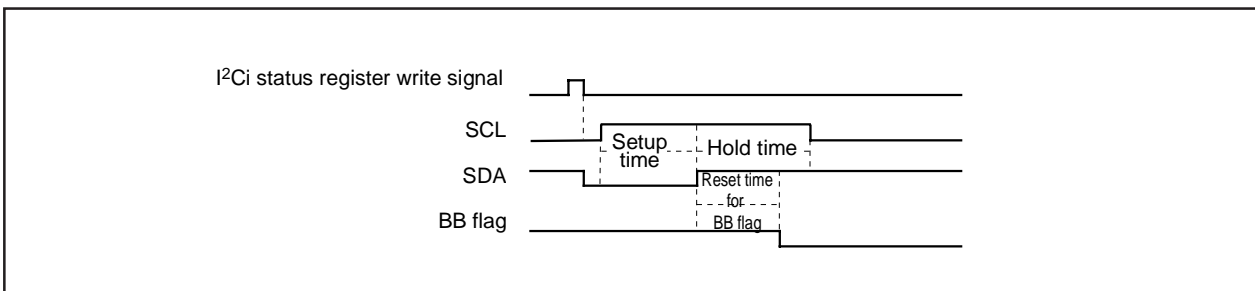 I²Ci status register write signal
SCL
Setup
time
Hold time
SDA
Reset time
for
BB flag
BB flag